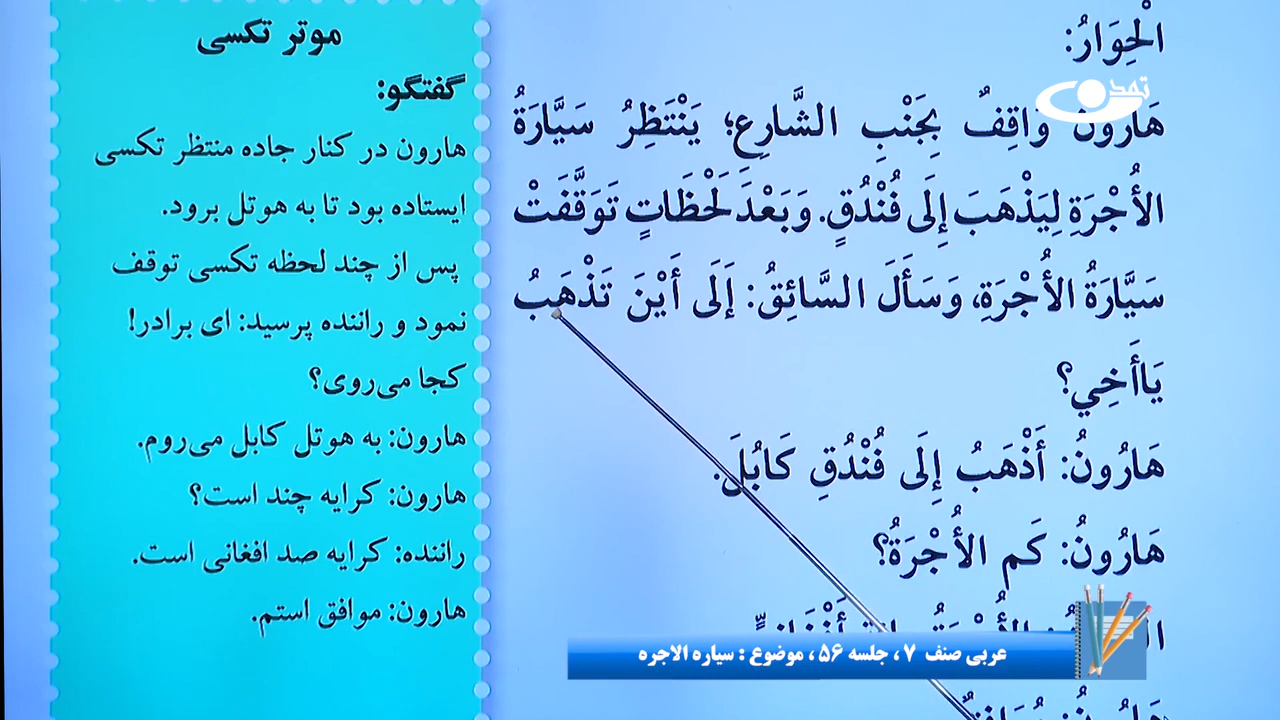 الْحِوَارُ:
هَارُونُ وَاقِفٌ بِجَنْبِ الشَّارِعِ؛ يَنْتَظِرُ سَيَّارَةُ
الأُجْرَةِ لِيَذْهَبَ إِلَى فُنْدُقٍ. وَبَعْدَ لَحْظَاتٍ تَوَقَّفَتْ
سَيَّارَةُ الأُجْرَةِ، وَسَأَلَ السَّائِقُ: إَلَى أَيْنَ تَذْهَبُ
يَاأَخِي؟
هَارُونُ: أَذْهَبُ إِلَى فُنْدُقِ كَابُلَ.
هَارُونُ: كَم الأُجْرَةُ؟
موتر تکسی
گفتگو:
هارون در کنار جاده منتظر تکسی
ایستاده بود تا به هوتل برود.
پس از چند لحظه تکسی توقف
نمود و راننده پرسید: ای برادر!
کجا می‌روی؟
هارون: به هوتل کابل می‌روم.
هارون: کرایه چند است؟
راننده: کرایه صد افغانی است.
هارون: موافق استم.
تمدن
عربی صنف ۷ ، جلسه ۵۶ ، موضوع : سیاره الاجره